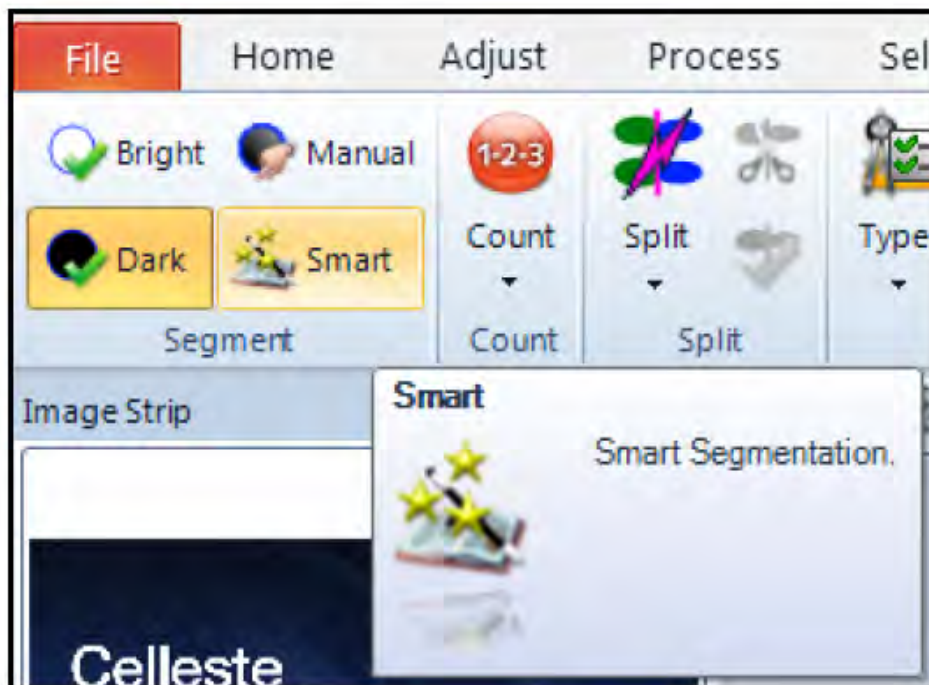 File Home Adjust Process Sel
Bright Manual 1-2-3
Dark Smart Count Split Type
Segment Count Split
Image Strip
Smart
Smart Segmentation.
Celleste